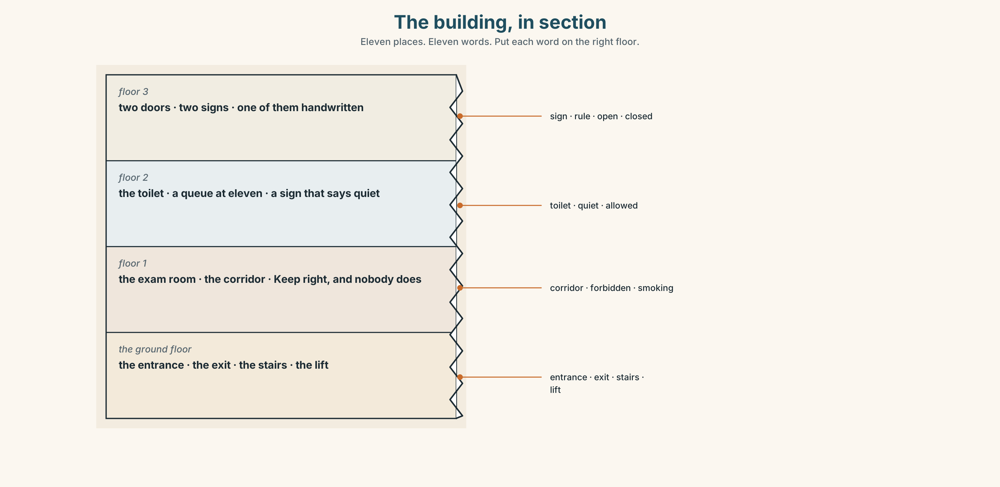 The building, in section
Eleven places. Eleven words. Put each word on the right floor.
floor 3
two doors · two signs · one of them handwritten
sign · rule · open · closed
floor 2
the toilet · a queue at eleven · a sign that says quiet
toilet · quiet · allowed
floor 1
the exam room · the corridor · Keep right, and nobody does
corridor · forbidden · smoking
the ground floor
the entrance · the exit · the stairs · the lift
entrance · exit · stairs ·
lift